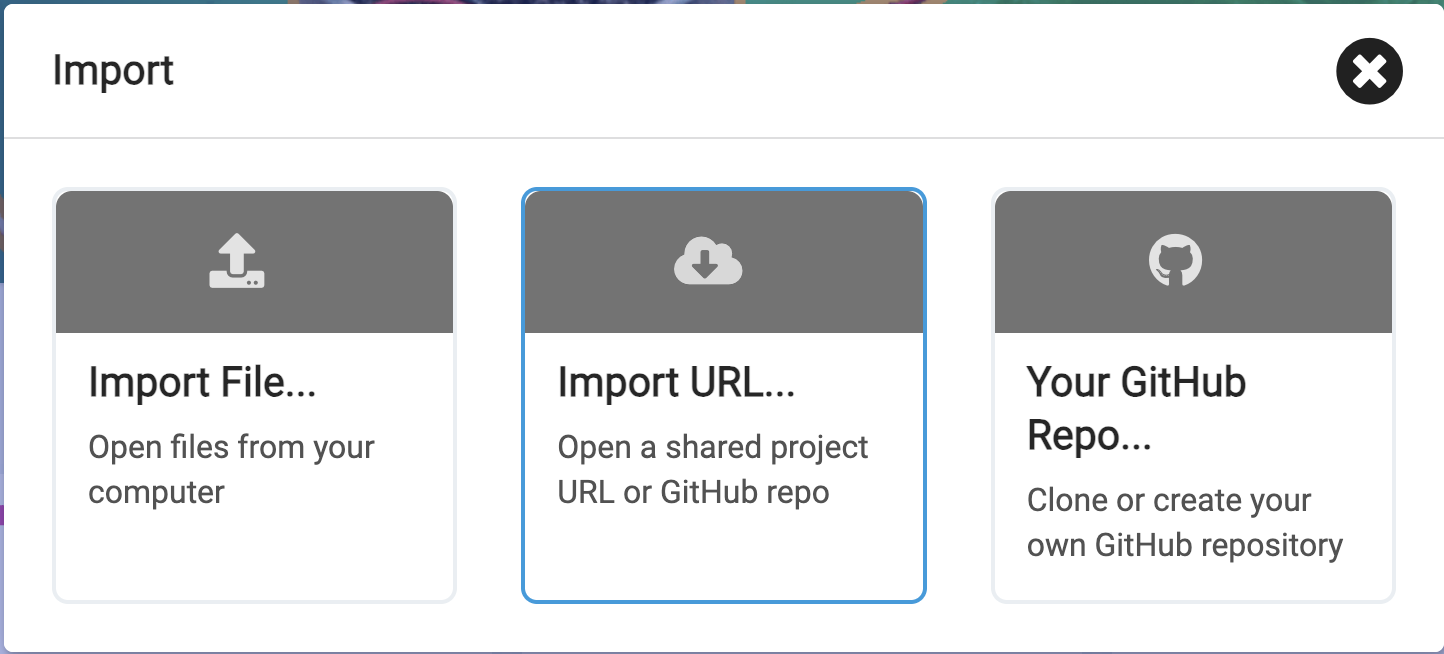 Import
Import File...
Open files from your
computer
Import URL...
Open a shared project
URL or GitHub repo
Your GitHub
Repo...
Clone or create your
own GitHub repository